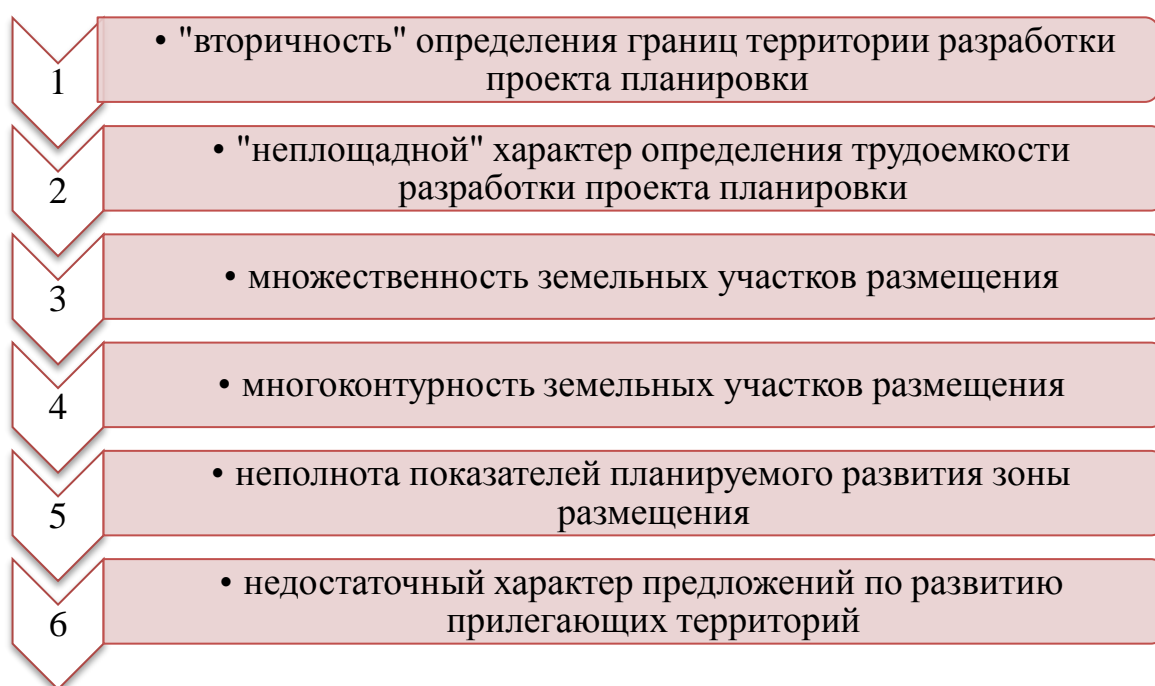 1
• "вторичность" определения границ территории разработки
проекта планировки
2
• "неплощадной" характер определения трудоемкости
разработки проекта планировки
3
• множественность земельных участков размещения
4
• многоконтурность земельных участков размещения
5
• неполнота показателей планируемого развития зоны
размещения
6
• недостаточный характер предложений по развитию
прилегающих территорий